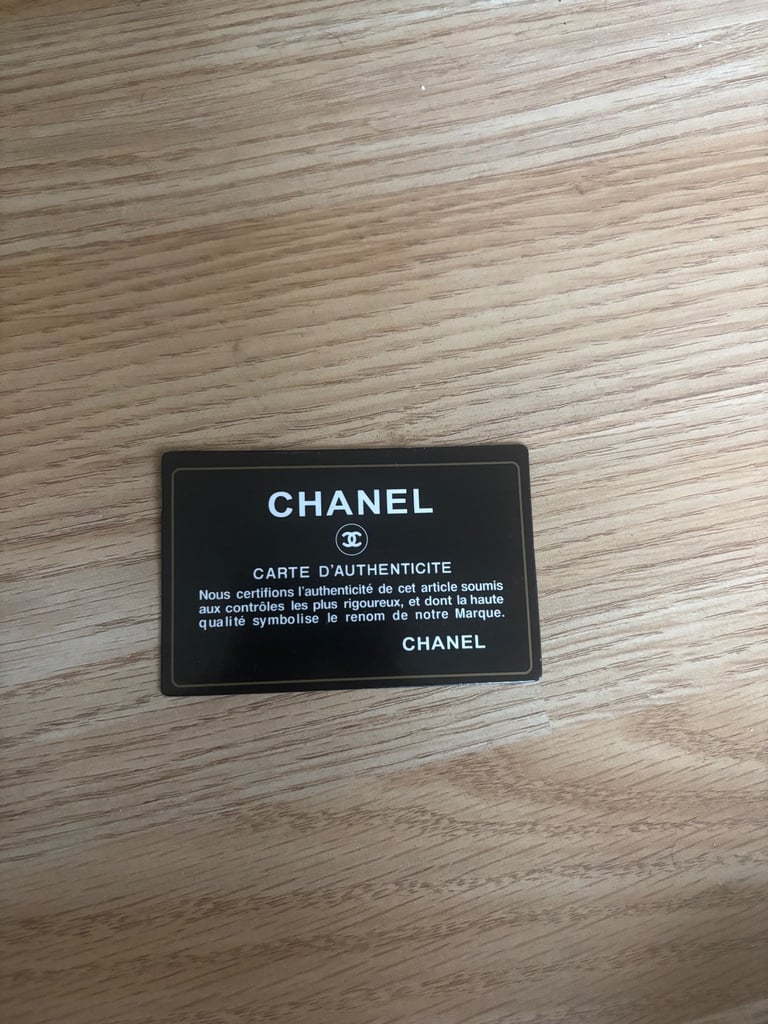 CHANEL
CARTE D'AUTHENTICITE
Nous certifions l'authenticité de cet article soumis
aux contrôles les plus rigoureux, et dont la haute
qualité symbolise le renom de notre Marque.
CHANEL